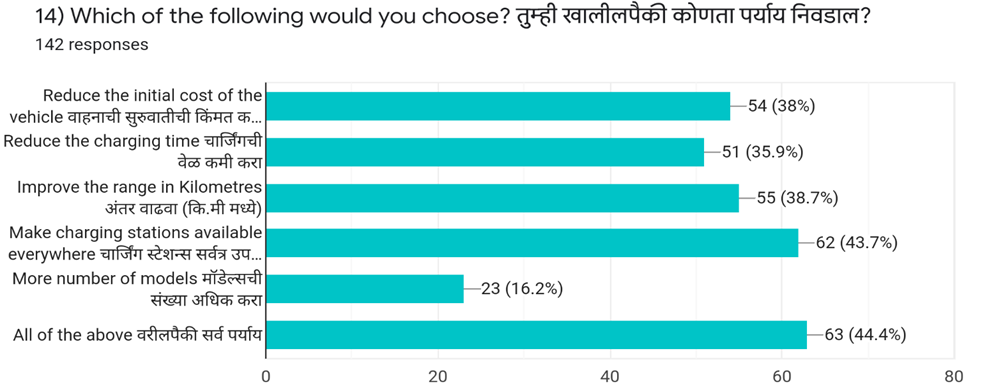 14) Which of the following would you choose? तुम्ही खालीलपैकी कोणता पर्याय निवडाल?
142 responses
Reduce the initial cost of the
vehicle वाहनाची सुरुवातीची किंमत क...
54 (38%)
Reduce the charging time चार्जिंगची
वेळ कमी करा
51 (35.9%)
Improve the range in Kilometres
अंतर वाढवा (कि.मी मध्ये)
55 (38.7%)
Make charging stations available
everywhere चार्जिंग स्टेशन्स सर्वत्र उप...
62 (43.7%)
More number of models मॉडेल्सची
संख्या अधिक करा
23 (16.2%)
All of the above वरीलपैकी सर्व पर्याय
63 (44.4%)
0 20 40 60 80